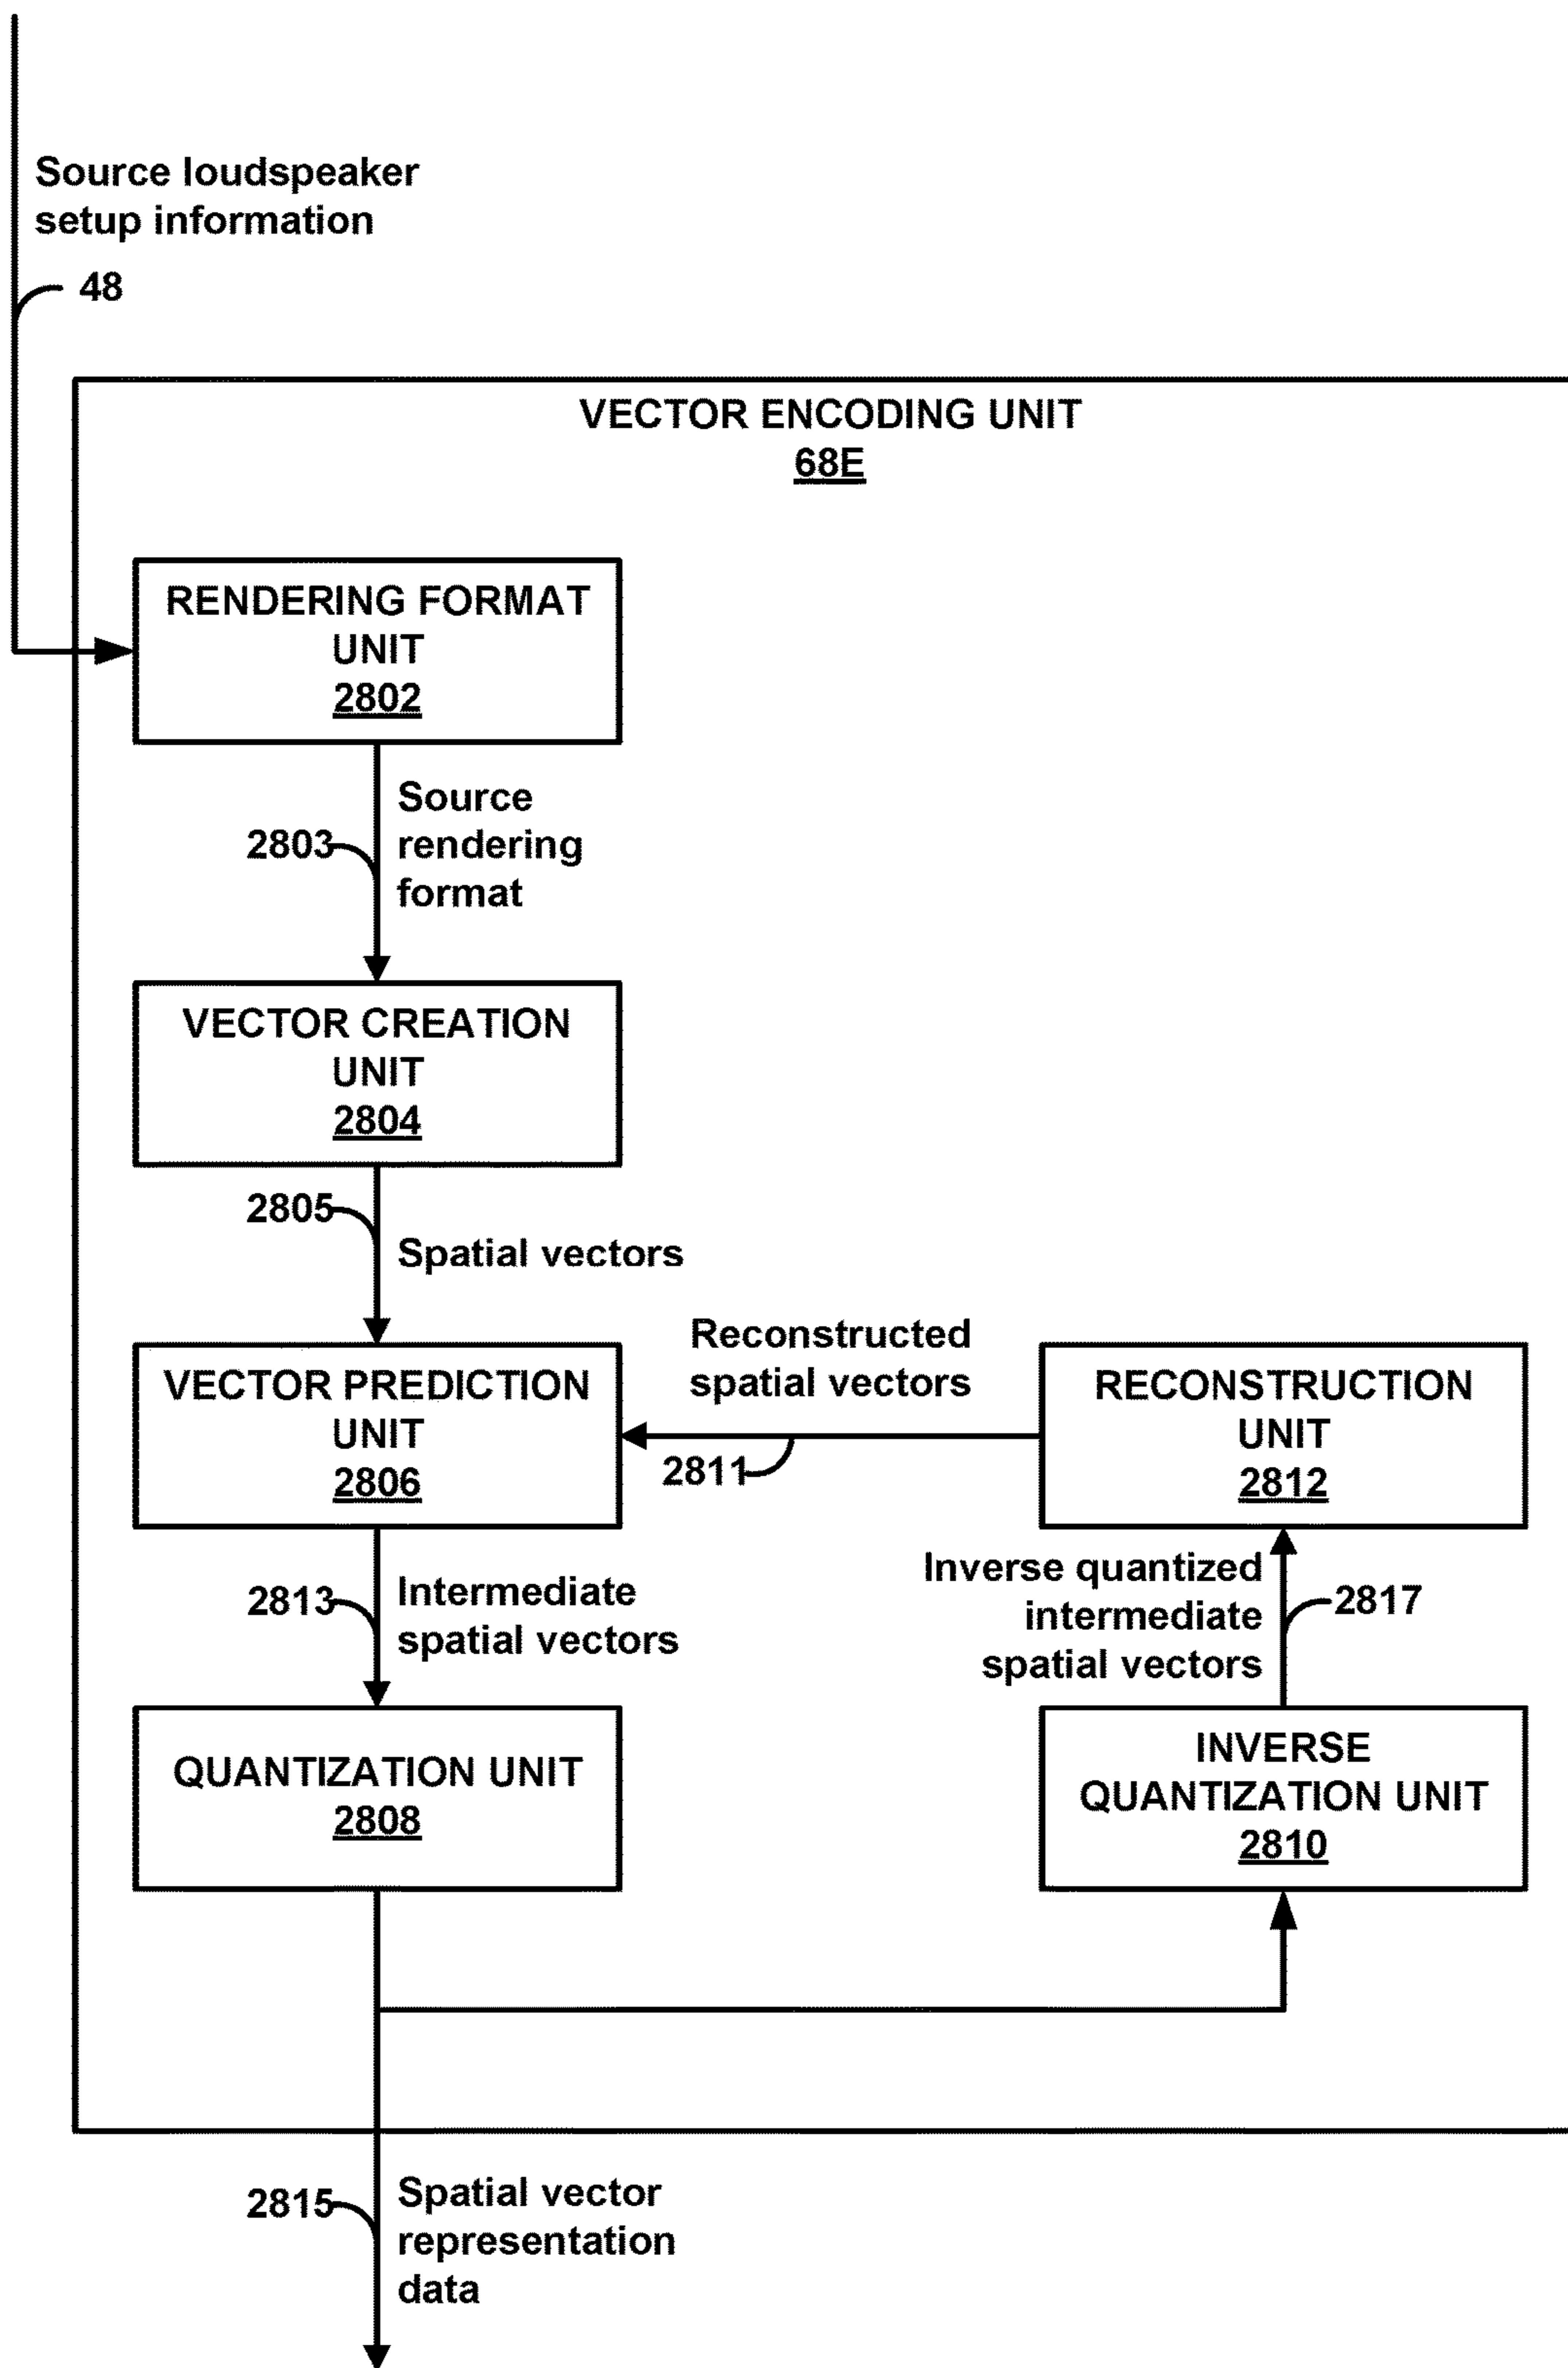 Source loudspeaker
setup information
48
VECTOR ENCODING UNIT
68E
RENDERING FORMAT
UNIT
2802
2803
Source
rendering
format
VECTOR CREATION
UNIT
2804
2805
Spatial vectors
Reconstructed
spatial vectors
2811
VECTOR PREDICTION
UNIT
2806
RECONSTRUCTION
UNIT
2812
2813
Intermediate
spatial vectors
Inverse quantized
intermediate
spatial vectors
2817
QUANTIZATION UNIT
2808
INVERSE
QUANTIZATION UNIT
2810
2815
Spatial vector
representation
data